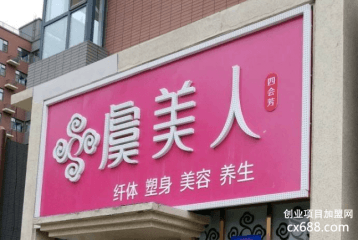 虞美人
四会芳
纤体 塑身 美容 养生
创业项目加盟网
cx688.com